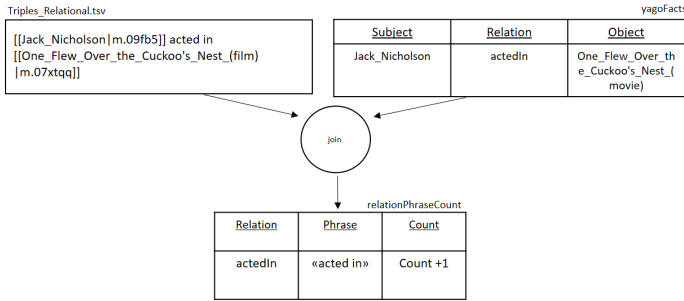 Triples_Relational.tsv
yagoFacts
[[Jack_Nicholson|m.09fb5]] acted in
[[One_Flew_Over_the_Cuckoo's_Nest_(film)
|m.07xtqq]]
Subject Relation Object
Jack_Nicholson actedIn One_Flew_Over_th
e_Cuckoo's_Nest_(
movie)
join
relationPhraseCount
Relation Phrase Count
actedIn «acted in» Count +1